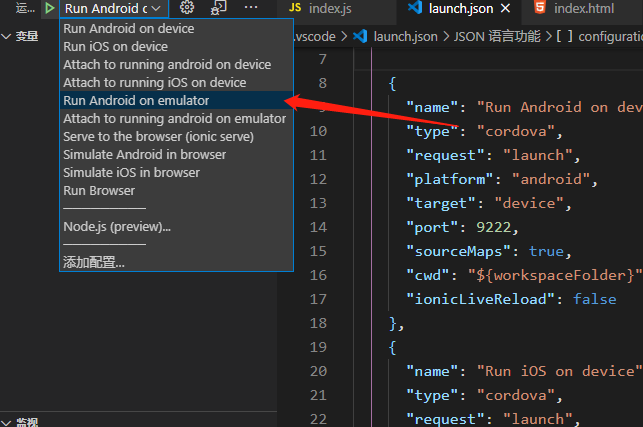 运... Run Android c
变量
Run Android on device
Run iOS on device
Attach to running android on device
Attach to running iOS on device
Run Android on emulator
Attach to running android on emulator
Serve to the browser (ionic serve)
Simulate Android in browser
Simulate iOS in browser
Run Browser
Node.js (preview)...
添加配置...
监视
index.js
launch.json
index.html
.vscode > launch.json > JSON 语言功能 > [ ] configuratio
7
8 {
9 "name": "Run Android on dev
10 "type": "cordova",
11 "request": "launch",
12 "platform": "android",
13 "target": "device",
14 "port": 9222,
15 "sourceMaps": true,
16 "cwd": "${workspaceFolder}"
17 "ionicLiveReload": false
18 },
19 {
20 "name": "Run iOS on device"
21 "type": "cordova",
22 "request": "launch",